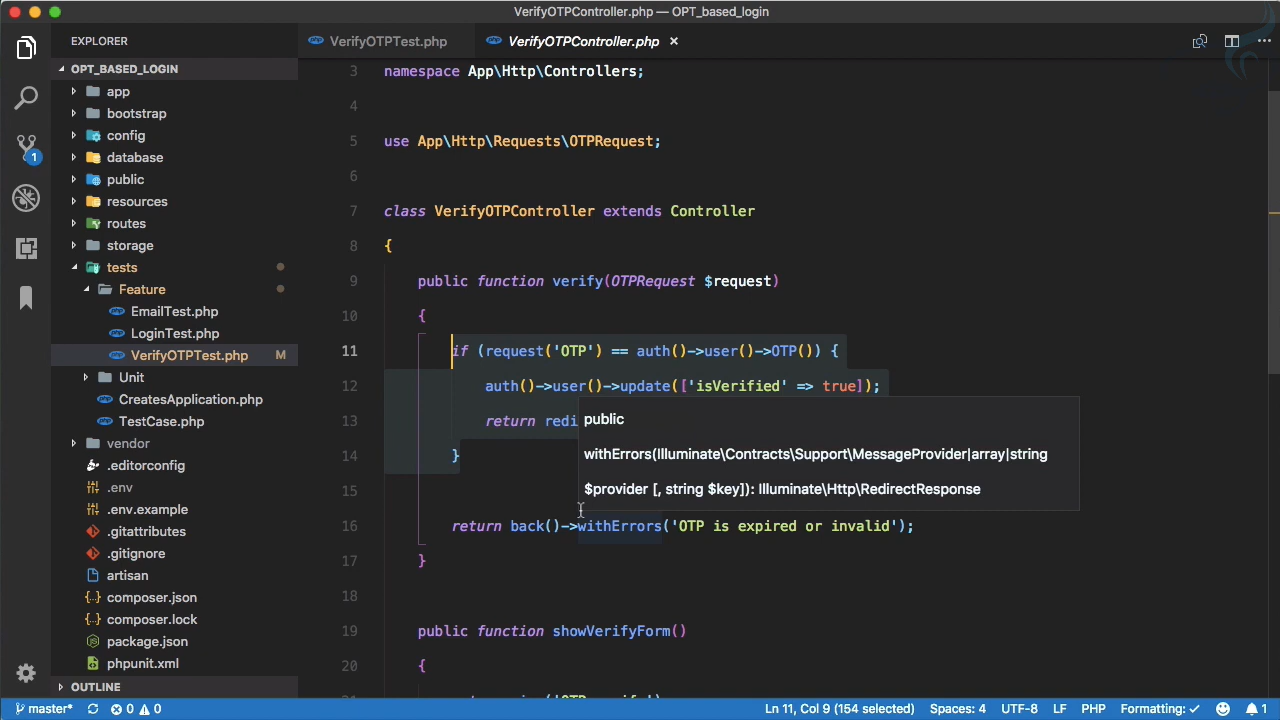 VerifyOTPController.php — OPT_based_login
EXPLORER
VerifyOTPTest.php
VerifyOTPController.php ×
OPT_BASED_LOGIN
app
bootstrap
config
database
public
resources
routes
storage
tests
Feature
EmailTest.php
LoginTest.php
VerifyOTPTest.php M
Unit
CreatesApplication.php
TestCase.php
vendor
.editorconfig
.env
.env.example
.gitattributes
.gitignore
artisan
composer.json
composer.lock
package.json
phpunit.xml
OUTLINE
1
3 namespace App\Http\Controllers;
4
5 use App\Http\Requests\OTPRequest;
6
7 class VerifyOTPController extends Controller
8 {
9 public function verify(OTPRequest $request)
10 {
11 if (request('OTP') == auth()->user()->OTP()) {
12 auth()->user()->update(['isVerified' => true]);
13 return redi
14 }
15
16 return back()->withErrors('OTP is expired or invalid');
17 }
18
19 public function showVerifyForm()
20 {
public
withErrors(Illuminate\Contracts\Support\MessageProvider|array|string
$provider [, string $key]): Illuminate\Http\RedirectResponse
master* 0 0 Ln 11, Col 9 (154 selected) Spaces: 4 UTF-8 LF PHP Formatting: ✓ 1